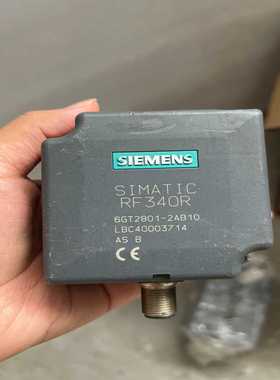 SIEMENS
SIMATIC
RF340R
6GT2801-2AB10
LBC40003714
AS B
CE